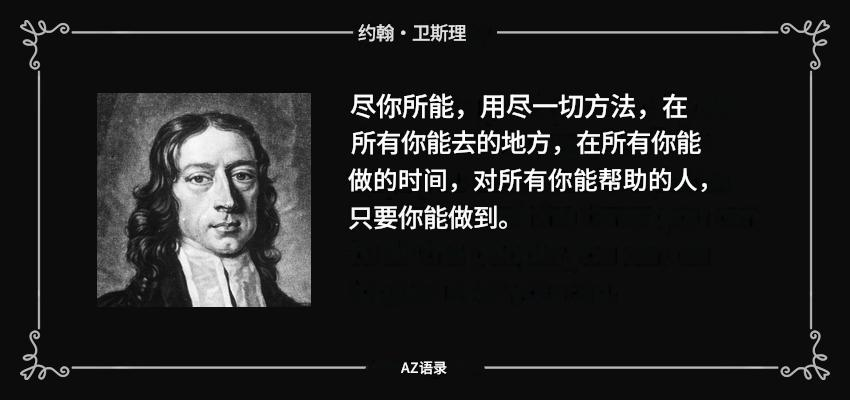 约翰·卫斯理
尽你所能，用尽一切方法，在
所有你能去的地方，在所有你能
做的时间，对所有你能帮助的人，
只要你能做到。
AZ语录